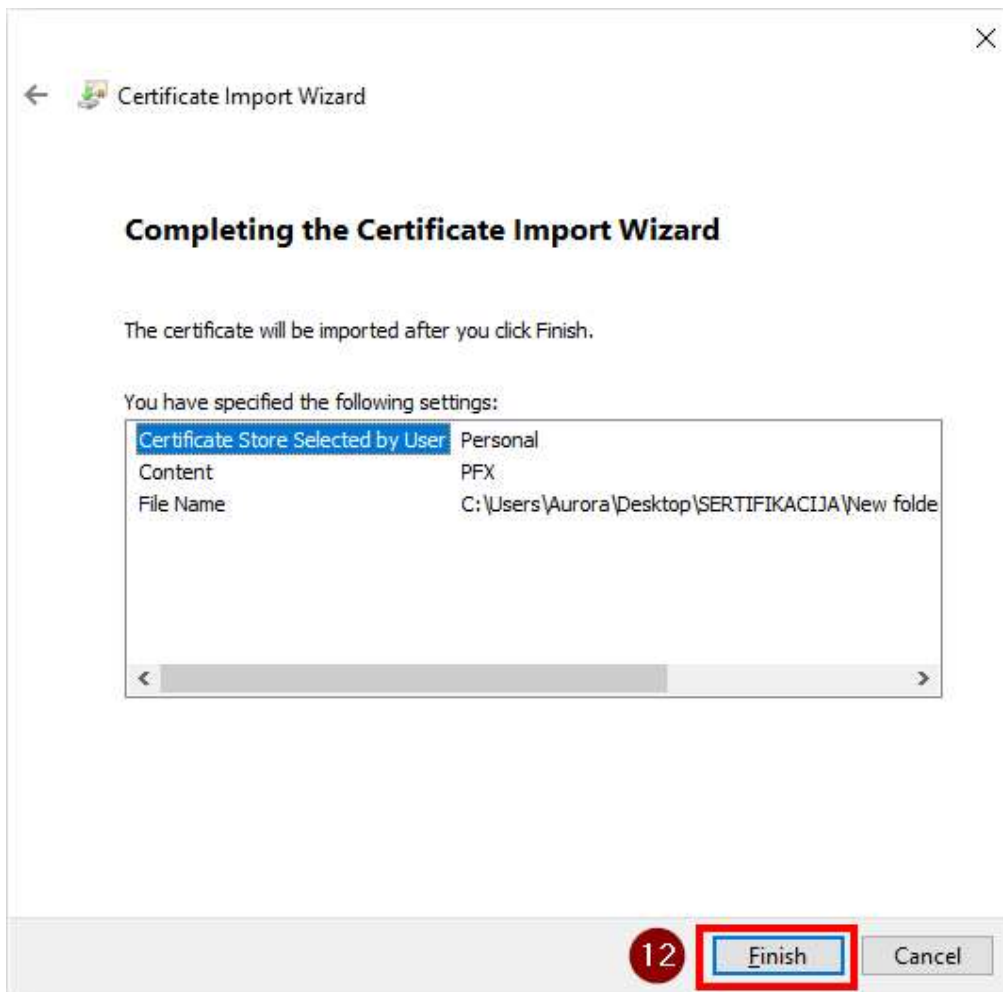 Certificate Import Wizard
Completing the Certificate Import Wizard
The certificate will be imported after you click Finish.
You have specified the following settings:
Certificate Store Selected by User Personal
Content PFX
File Name C:\Users\Aurora\Desktop\SERTIFIKACIJA\New folde
12 Finish Cancel